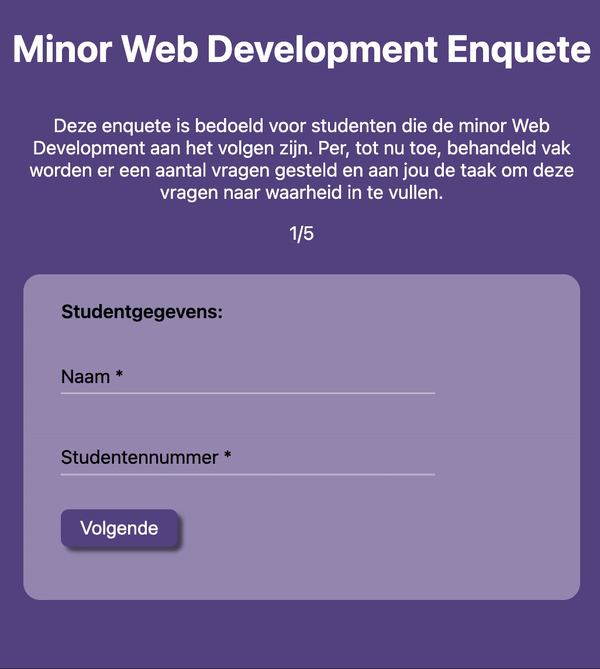 Minor Web Development Enquete
Deze enquete is bedoeld voor studenten die de minor Web
Development aan het volgen zijn. Per, tot nu toe, behandeld vak
worden er een aantal vragen gesteld en aan jou de taak om deze
vragen naar waarheid in te vullen.
1/5
Studentgegevens:
Naam *
Studentennummer *
Volgende